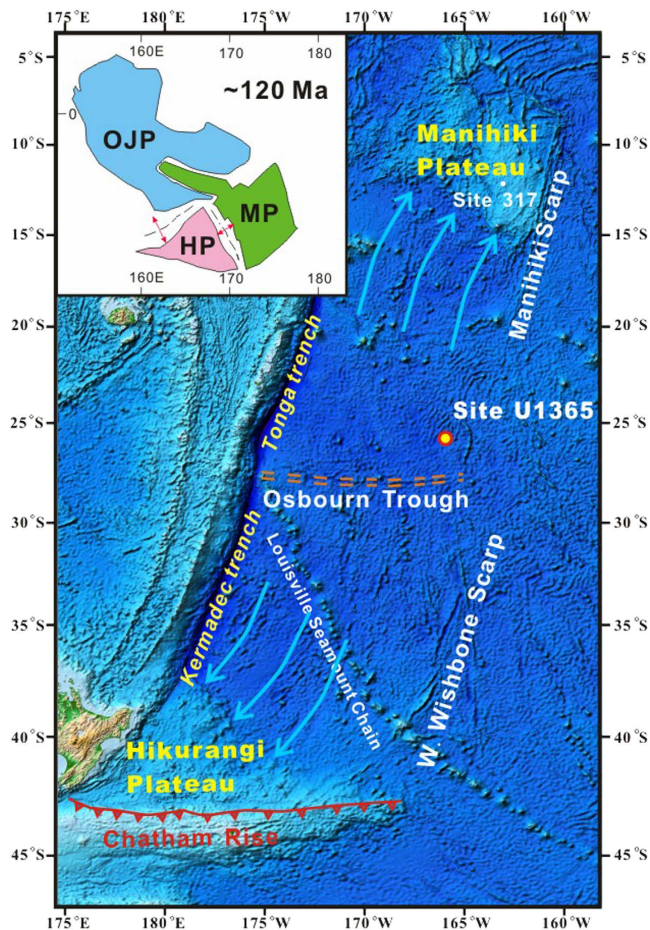 175°E 180°E 175°W 170°W 165°W 160°W
5°S
10°S
15°S
20°S
25°S
30°S
35°S
40°S
45°S
160E 170 180
0
~120 Ma
OJP
MP
HP
160E 170 180
Manihiki
Plateau
Site 317
Manihiki Scarp
Tonga trench
Site U1365
Osbourn Trough
Kermadec trench
Louisville Seamount Chain
W. Wishbone Scarp
Hikurangi
Plateau
Chatham Rise
175°E 180°E 175°W 170°W 165°W 160°W
5°S
10°S
15°S
20°S
25°S
30°S
35°S
40°S
45°S